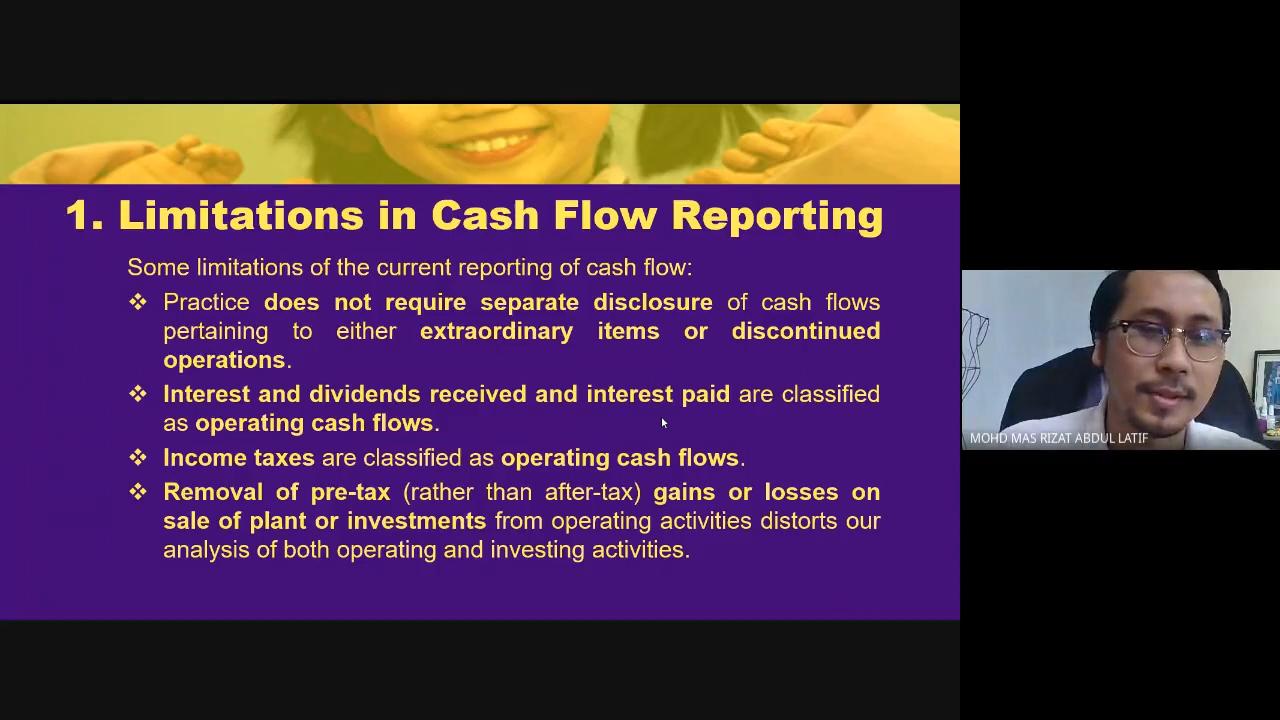 1. Limitations in Cash Flow Reporting
Some limitations of the current reporting of cash flow:
❖ Practice does not require separate disclosure of cash flows
pertaining to either extraordinary items or discontinued
operations.
❖ Interest and dividends received and interest paid are classified
as operating cash flows.
❖ Income taxes are classified as operating cash flows.
❖ Removal of pre-tax (rather than after-tax) gains or losses on
sale of plant or investments from operating activities distorts our
analysis of both operating and investing activities.
MOHD MAS RIZAT ABDUL LATIF